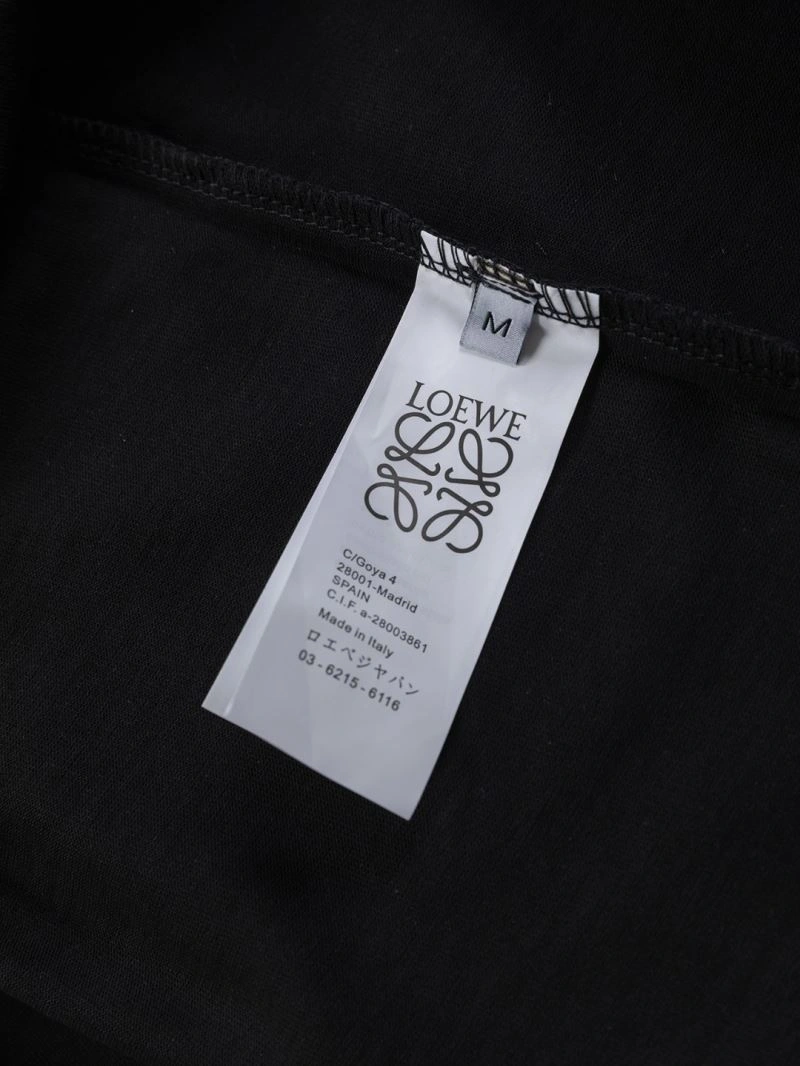 M
LOEWE
C/Goya 4
28001-Madrid
SPAIN
C.I.F. a-28003861
Made in Italy
ロエベジャパン
03-6215-6116